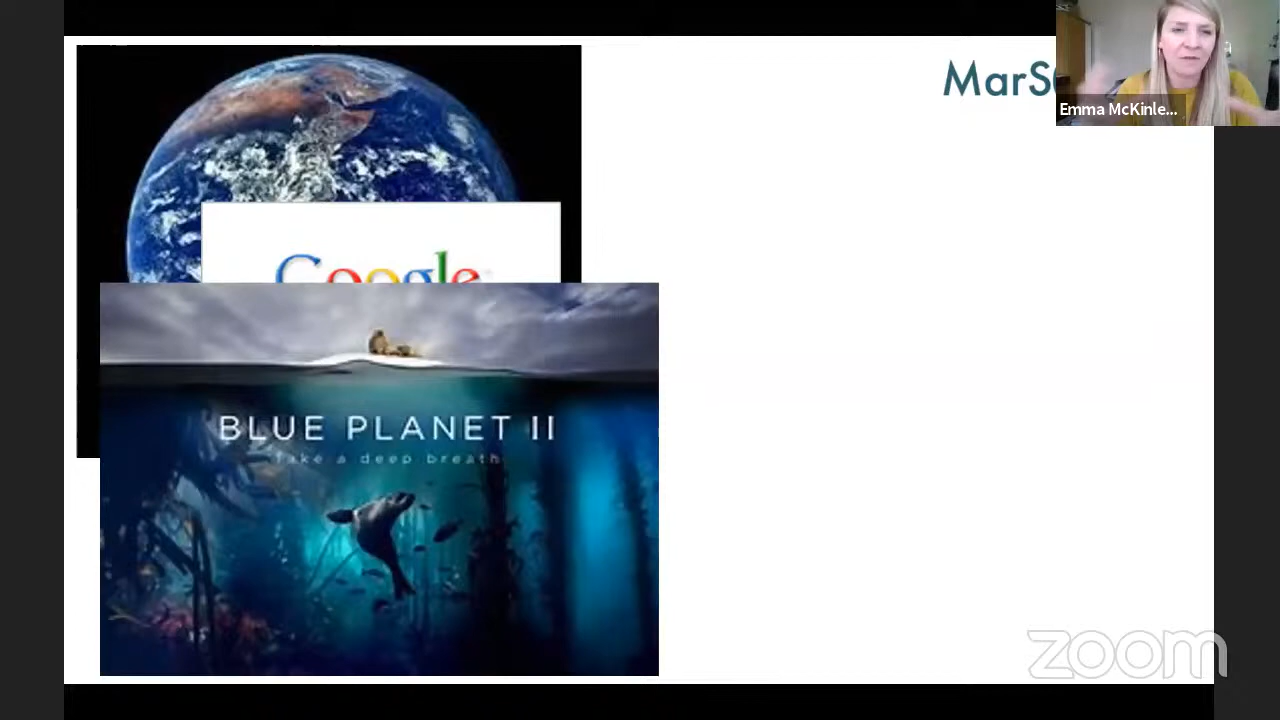 MarS
Emma McKinle...
Google
BLUE PLANET II
Take a deep breath
zoom